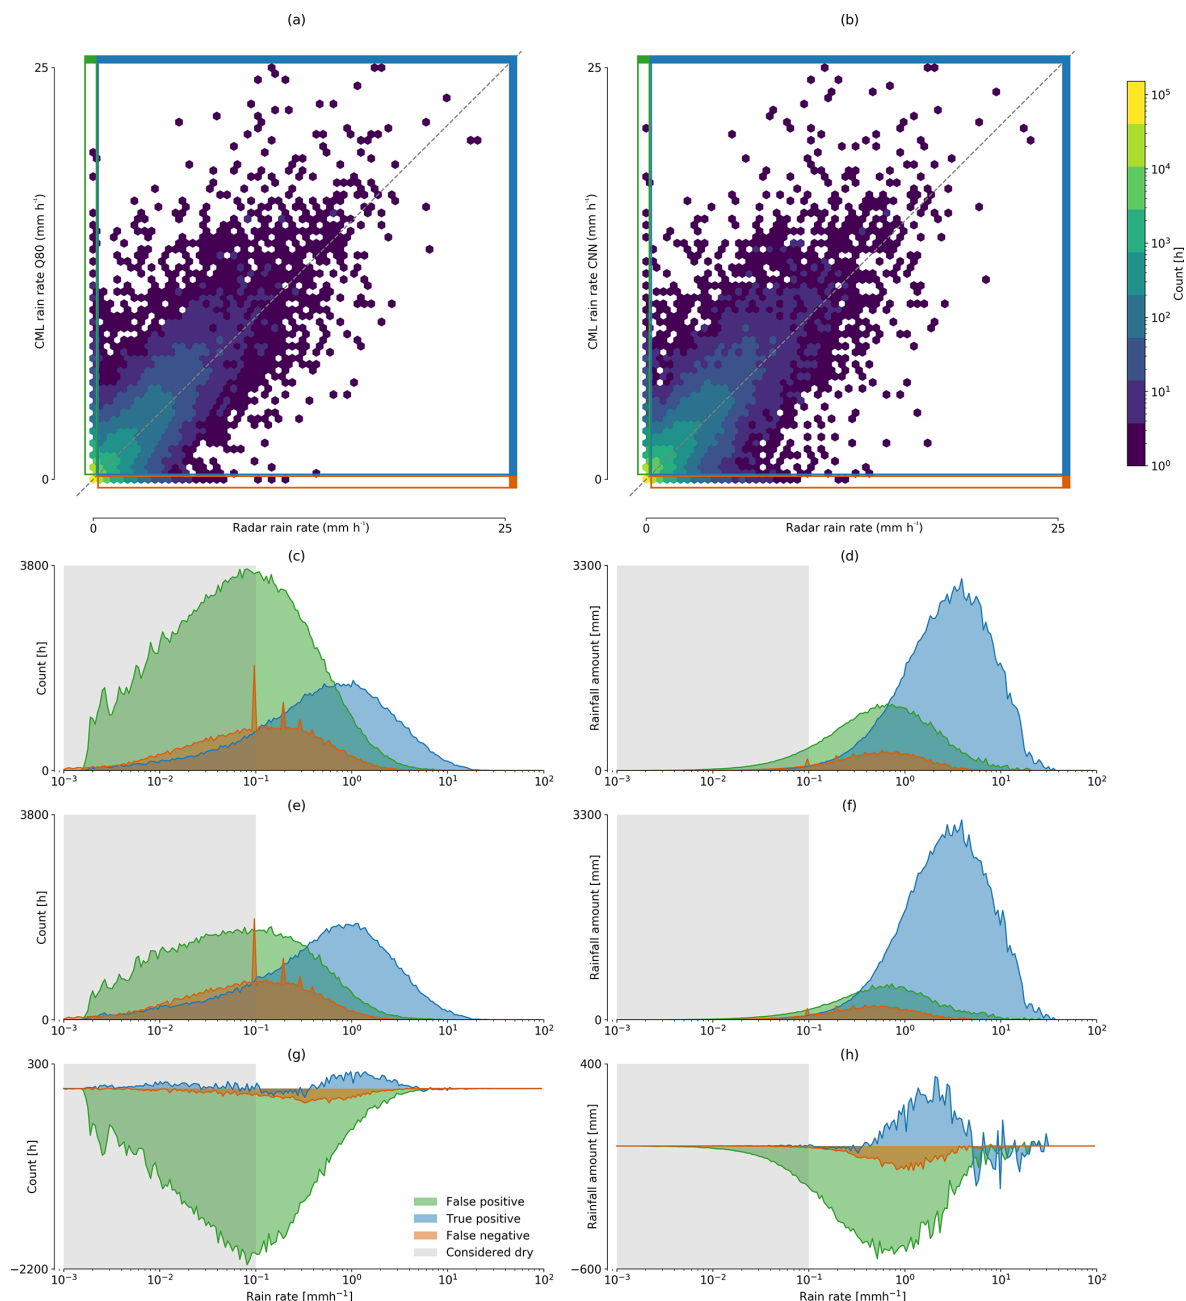 (a)
(b)
25
CML rain rate Q80 (mm h⁻¹)
0
0
Radar rain rate (mm h⁻¹)
25
25
CML rain rate CNN (mm h⁻¹)
0
0
Radar rain rate (mm h⁻¹)
25
10⁵
10⁴
10³
10²
10¹
10⁰
Count [h]
(c)
3800
Count [h]
0
10⁻³
10⁻²
10⁻¹
10⁰
10¹
10²
(d)
3300
Rainfall amount [mm]
0
10⁻³
10⁻²
10⁻¹
10⁰
10¹
10²
(e)
3800
Count [h]
0
10⁻³
10⁻²
10⁻¹
10⁰
10¹
10²
(f)
3300
Rainfall amount [mm]
0
10⁻³
10⁻²
10⁻¹
10⁰
10¹
10²
(g)
300
Count [h]
−2200
False positive
True positive
False negative
Considered dry
10⁻³
10⁻²
10⁻¹
10⁰
10¹
10²
Rain rate [mmh⁻¹]
(h)
400
Rainfall amount [mm]
−600
10⁻³
10⁻²
10⁻¹
10⁰
10¹
10²
Rain rate [mmh⁻¹]